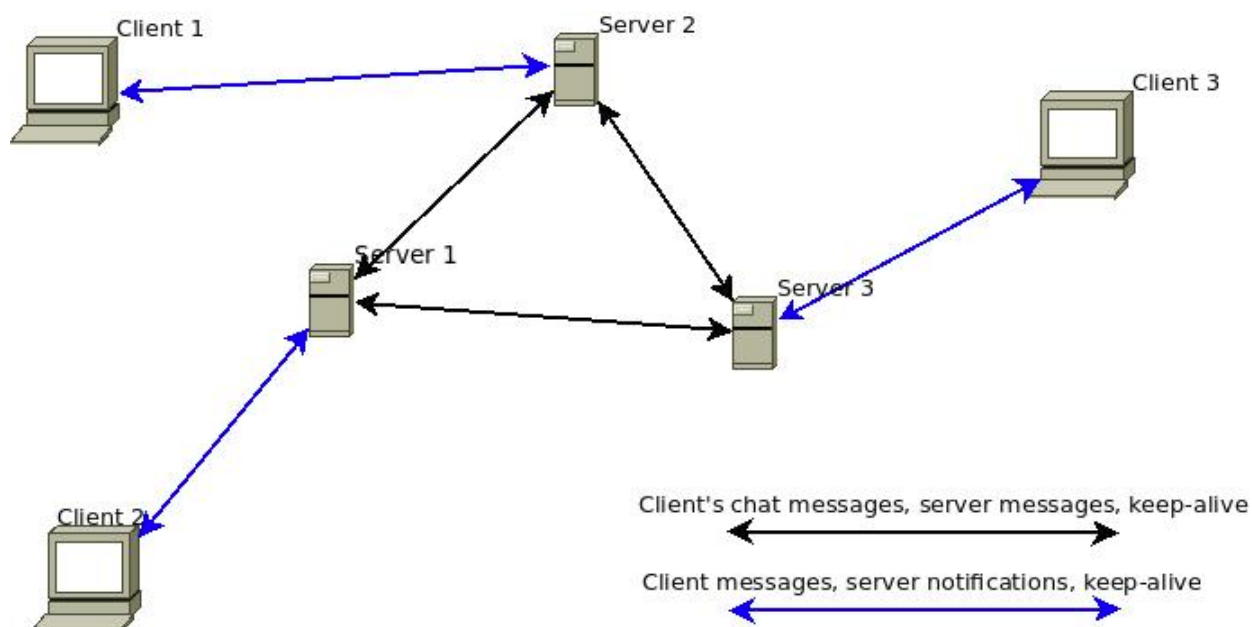 Client 1
Server 2
Client 3
Server 1
Server 3
Client 2
Client's chat messages, server messages, keep-alive
Client messages, server notifications, keep-alive